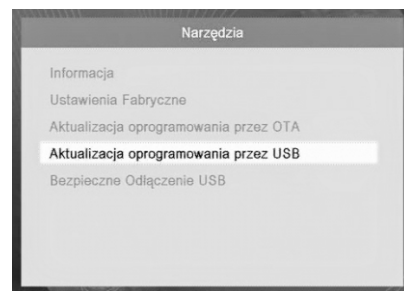 Narzędzia
Informacja
Ustawienia Fabryczne
Aktualizacja oprogramowania przez OTA
Aktualizacja oprogramowania przez USB
Bezpieczne Odłączenie USB